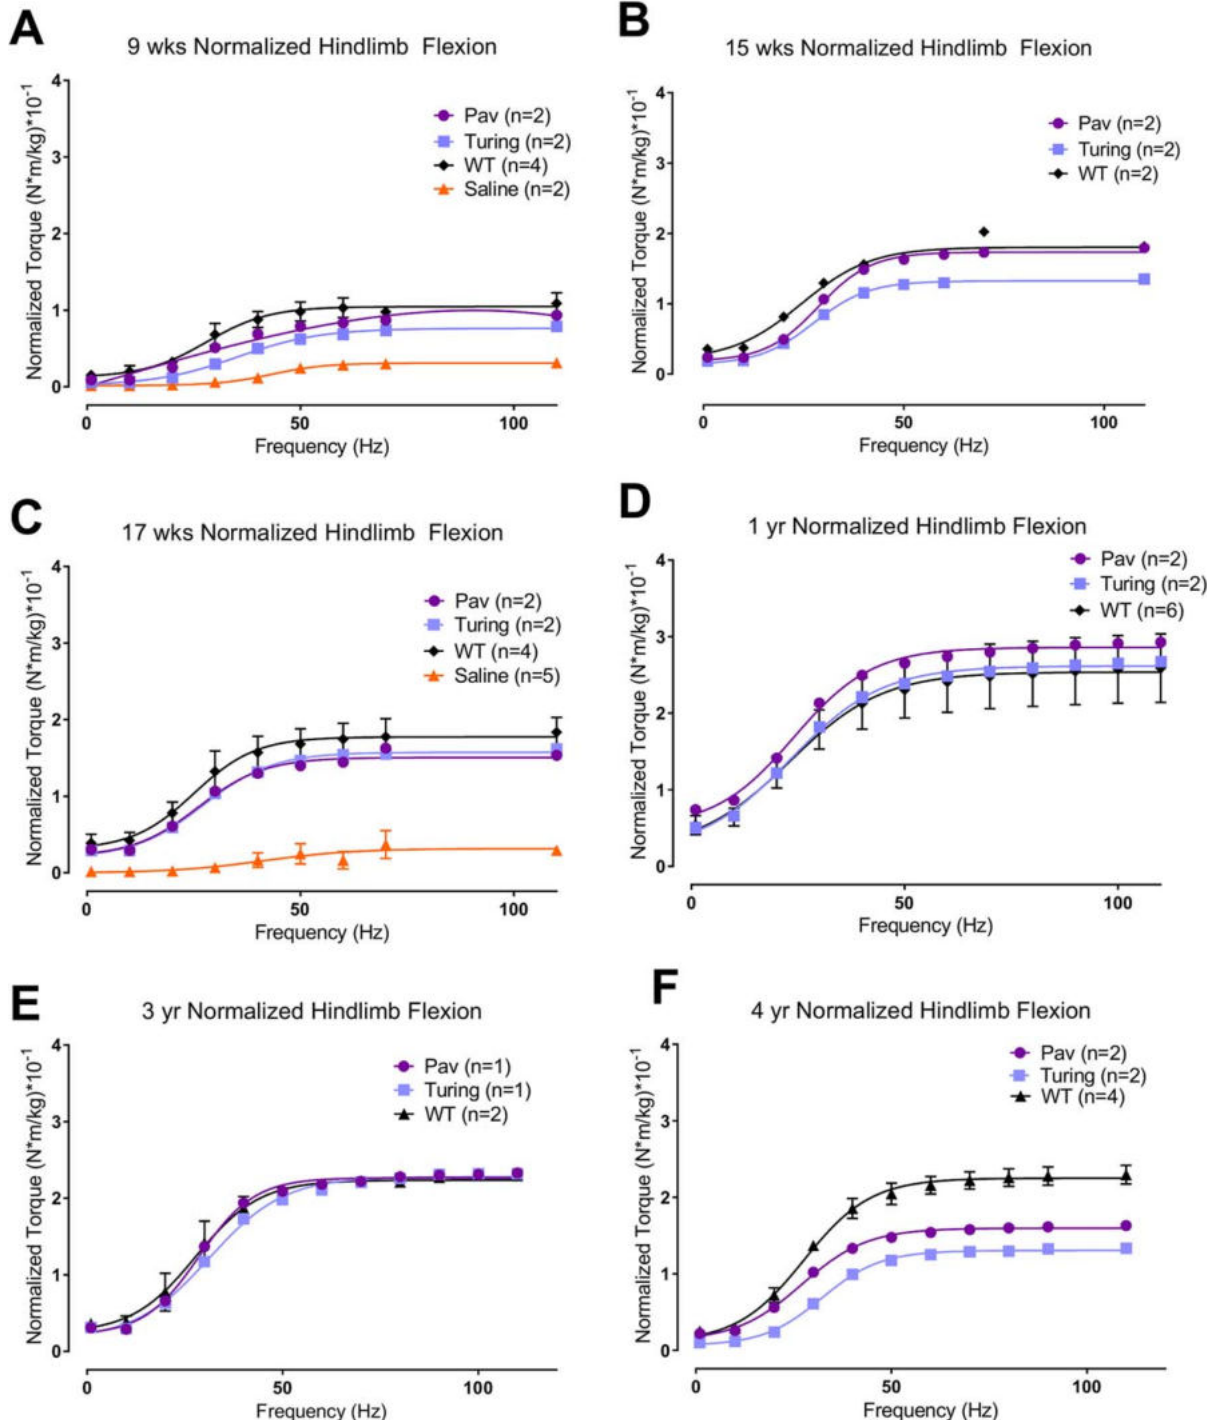 A
9 wks Normalized Hindlimb Flexion
Normalized Torque (N*m/kg)*10⁻¹
4
3
2
1
0
Pav (n=2)
Turing (n=2)
WT (n=4)
Saline (n=2)
0 50 100
Frequency (Hz)
B
15 wks Normalized Hindlimb Flexion
Normalized Torque (N*m/kg)*10⁻¹
4
3
2
1
0
Pav (n=2)
Turing (n=2)
WT (n=2)
0 50 100
Frequency (Hz)
C
17 wks Normalized Hindlimb Flexion
Normalized Torque (N*m/kg)*10⁻¹
4
3
2
1
0
Pav (n=2)
Turing (n=2)
WT (n=4)
Saline (n=5)
0 50 100
Frequency (Hz)
D
1 yr Normalized Hindlimb Flexion
Normalized Torque (N*m/kg)*10⁻¹
4
3
2
1
0
Pav (n=2)
Turing (n=2)
WT (n=6)
0 50 100
Frequency (Hz)
E
3 yr Normalized Hindlimb Flexion
Normalized Torque (N*m/kg)*10⁻¹
4
3
2
1
0
Pav (n=1)
Turing (n=1)
WT (n=2)
0 50 100
Frequency (Hz)
F
4 yr Normalized Hindlimb Flexion
Normalized Torque (N*m/kg)*10⁻¹
4
3
2
1
0
Pav (n=2)
Turing (n=2)
WT (n=4)
0 50 100
Frequency (Hz)